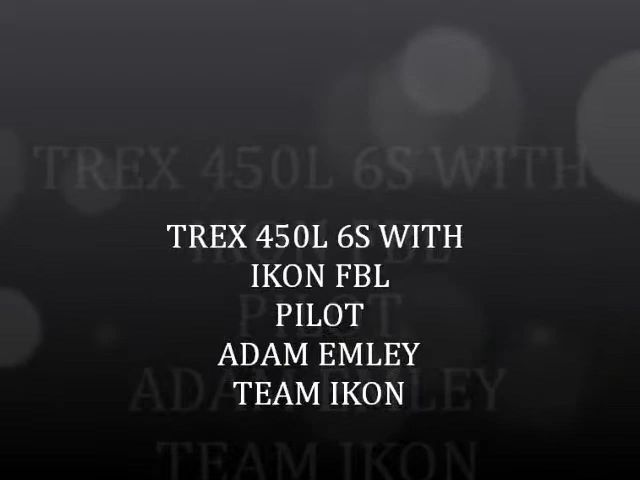 TREX 450L 6S WITH
IKON FBL
PILOT
ADAM EMLEY
TEAM IKON